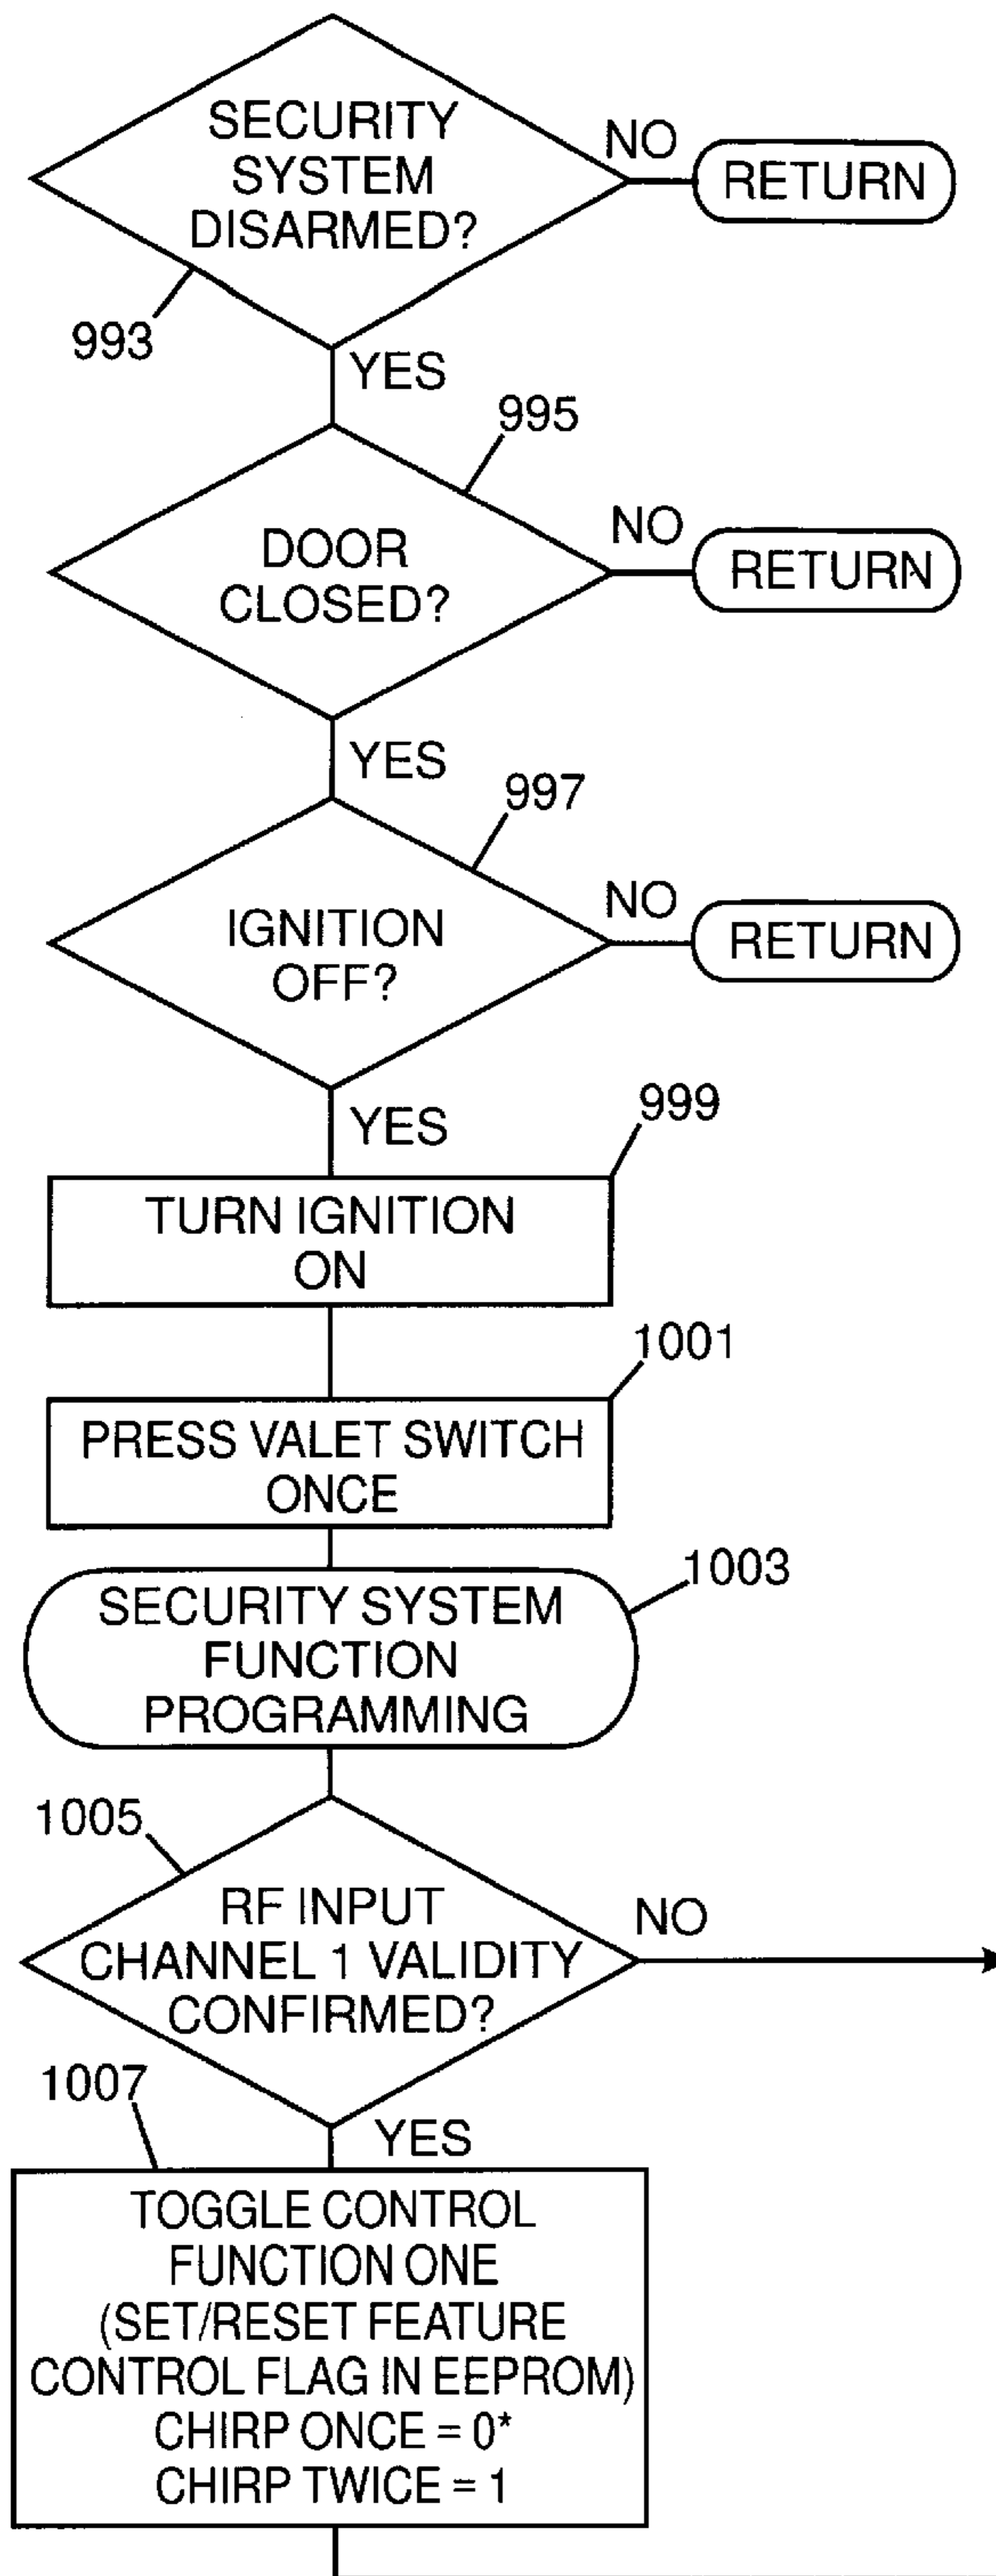 SECURITY
SYSTEM
DISARMED?
NO
RETURN
993
YES
995
DOOR
CLOSED?
NO
RETURN
YES
997
IGNITION
OFF?
NO
RETURN
YES
999
TURN IGNITION
ON
1001
PRESS VALET SWITCH
ONCE
1003
SECURITY SYSTEM
FUNCTION
PROGRAMMING
1005
RF INPUT
CHANNEL 1 VALIDITY
CONFIRMED?
NO
1007
YES
TOGGLE CONTROL
FUNCTION ONE
(SET/RESET FEATURE
CONTROL FLAG IN EEPROM)
CHIRP ONCE = 0*
CHIRP TWICE = 1